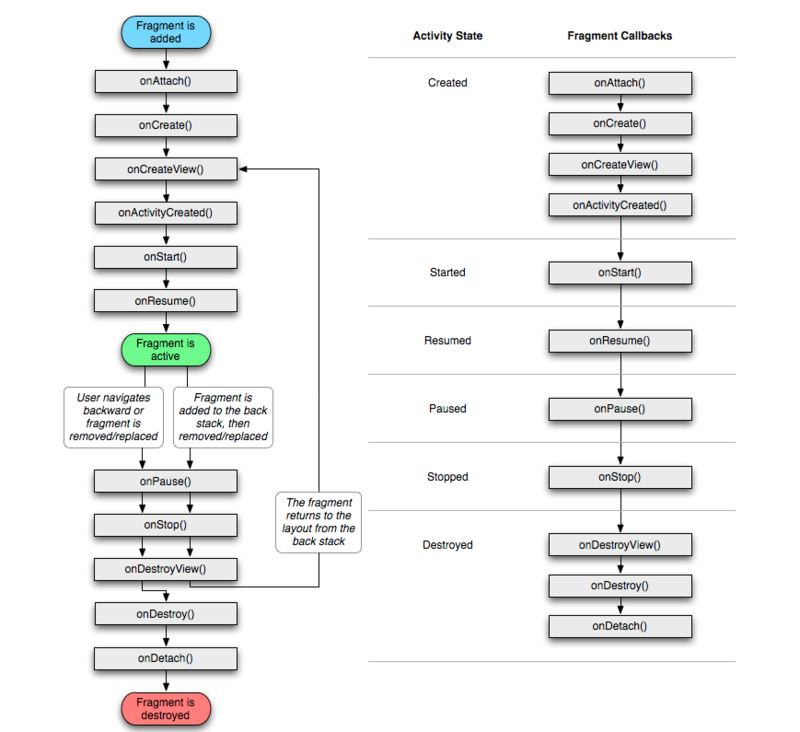 Fragment is
added
onAttach()
onCreate()
onCreateView()
onActivityCreated()
onStart()
onResume()
Fragment is
active
User navigates
backward or
fragment is
removed/replaced
Fragment is
added to the back
stack, then
removed/replaced
onPause()
onStop()
onDestroyView()
The fragment
returns to the
layout from the
back stack
onDestroy()
onDetach()
Fragment is
destroyed
Activity State
Fragment Callbacks
Created
onAttach()
onCreate()
onCreateView()
onActivityCreated()
Started
onStart()
Resumed
onResume()
Paused
onPause()
Stopped
onStop()
Destroyed
onDestroyView()
onDestroy()
onDetach()